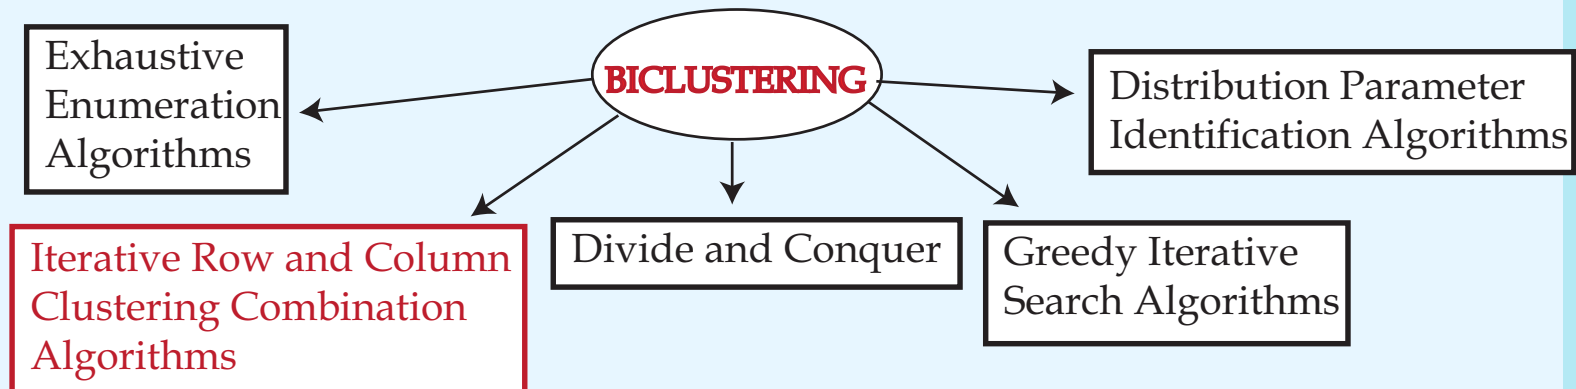 BICLUSTERING
Exhaustive
Enumeration
Algorithms
Iterative Row and Column
Clustering Combination
Algorithms
Divide and Conquer
Greedy Iterative
Search Algorithms
Distribution Parameter
Identification Algorithms